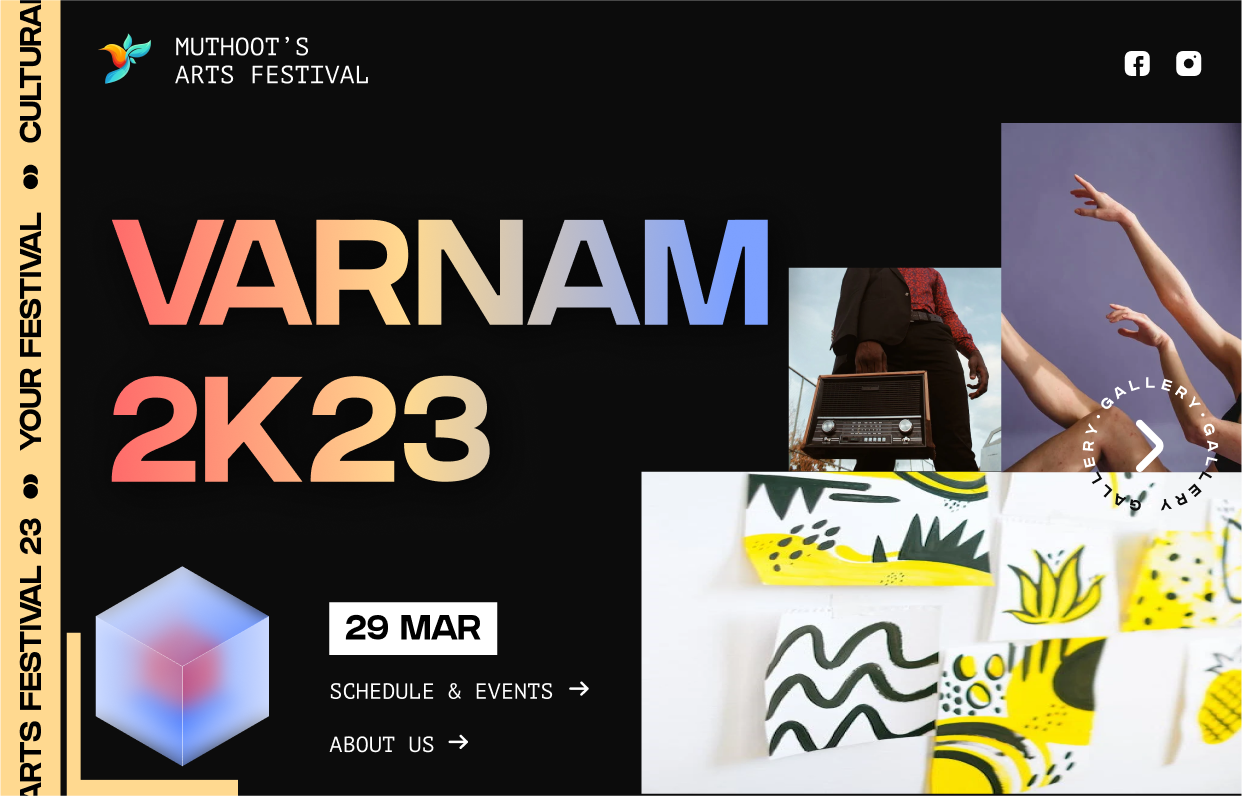 MUTHOOT'S
ARTS FESTIVAL
VARNAM
2K23
29 MAR
SCHEDULE & EVENTS
ABOUT US
ARTS FESTIVAL 23 YOUR FESTIVAL CULTURAL
GALLERY · GALLERY GALLERY ·